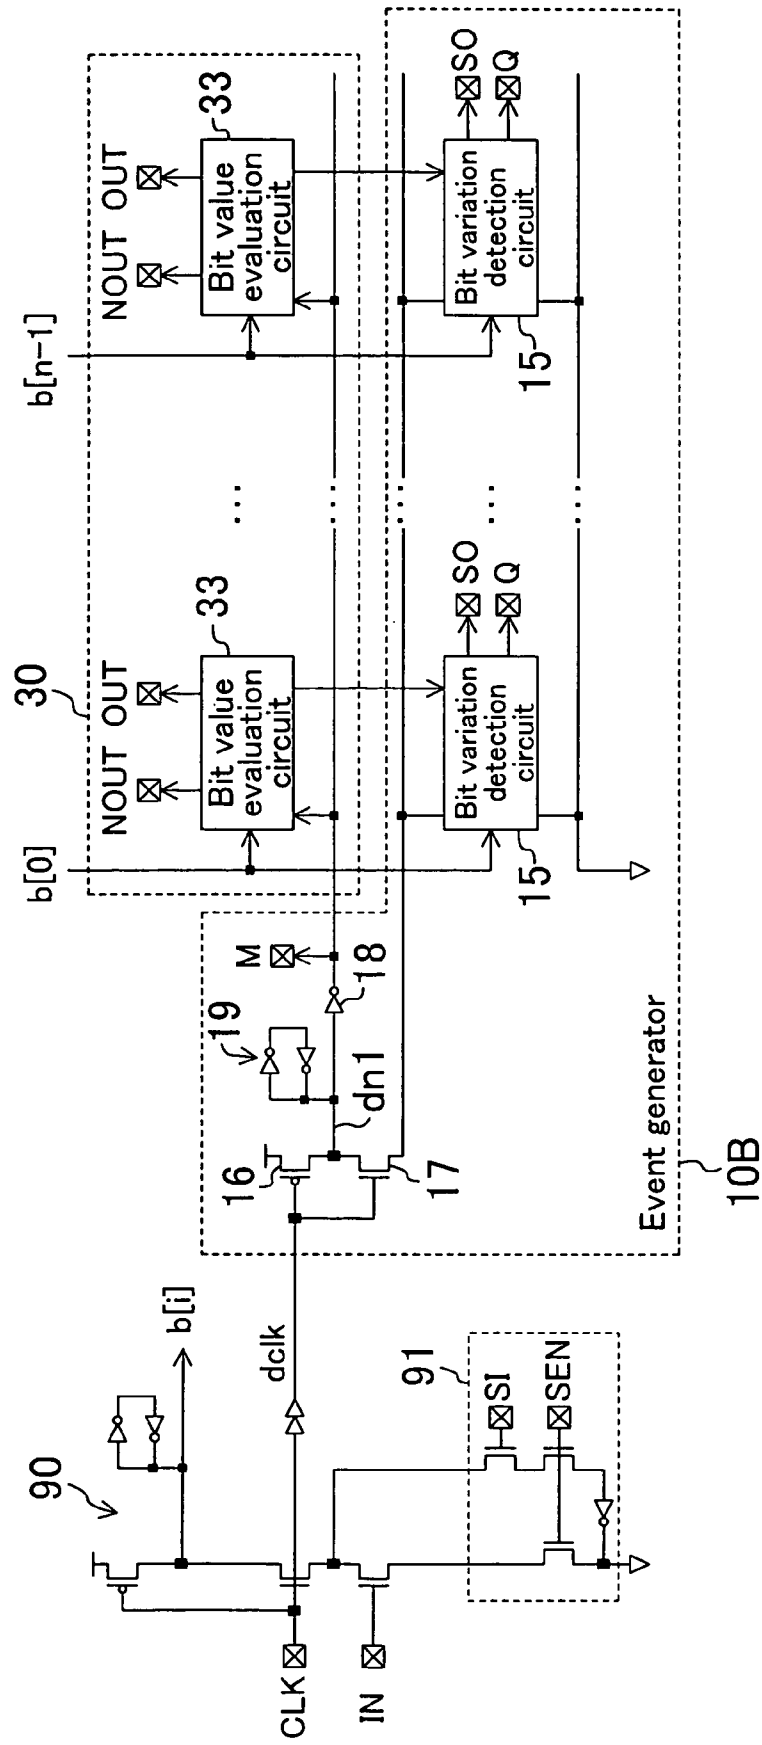 90
b[i]
CLK
IN
dclk
91
SI
SEN
Event generator
10B
16
17
dn1
19
18
M
30
b[0]
NOUT
OUT
33
Bit value
evaluation
circuit
15
Bit variation
detection
circuit
SO
Q
...
...
...
...
...
b[n-1]
NOUT
OUT
33
Bit value
evaluation
circuit
15
Bit variation
detection
circuit
SO
Q